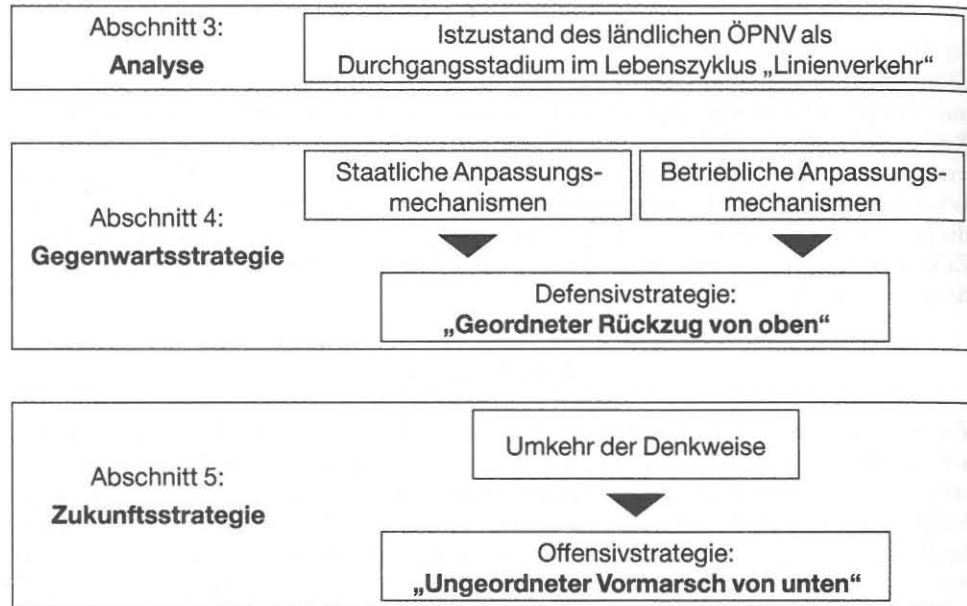 Abschnitt 3:
Analyse
Istzustand des ländlichen ÖPNV als
Durchgangsstadium im Lebenszyklus „Linienverkehr“
Abschnitt 4:
Gegenwartsstrategie
Staatliche Anpassungs-
mechanismen
Betriebliche Anpassungs-
mechanismen
Defensivstrategie:
„Geordneter Rückzug von oben“
Abschnitt 5:
Zukunftsstrategie
Umkehr der Denkweise
Offensivstrategie:
„Ungeordneter Vormarsch von unten“